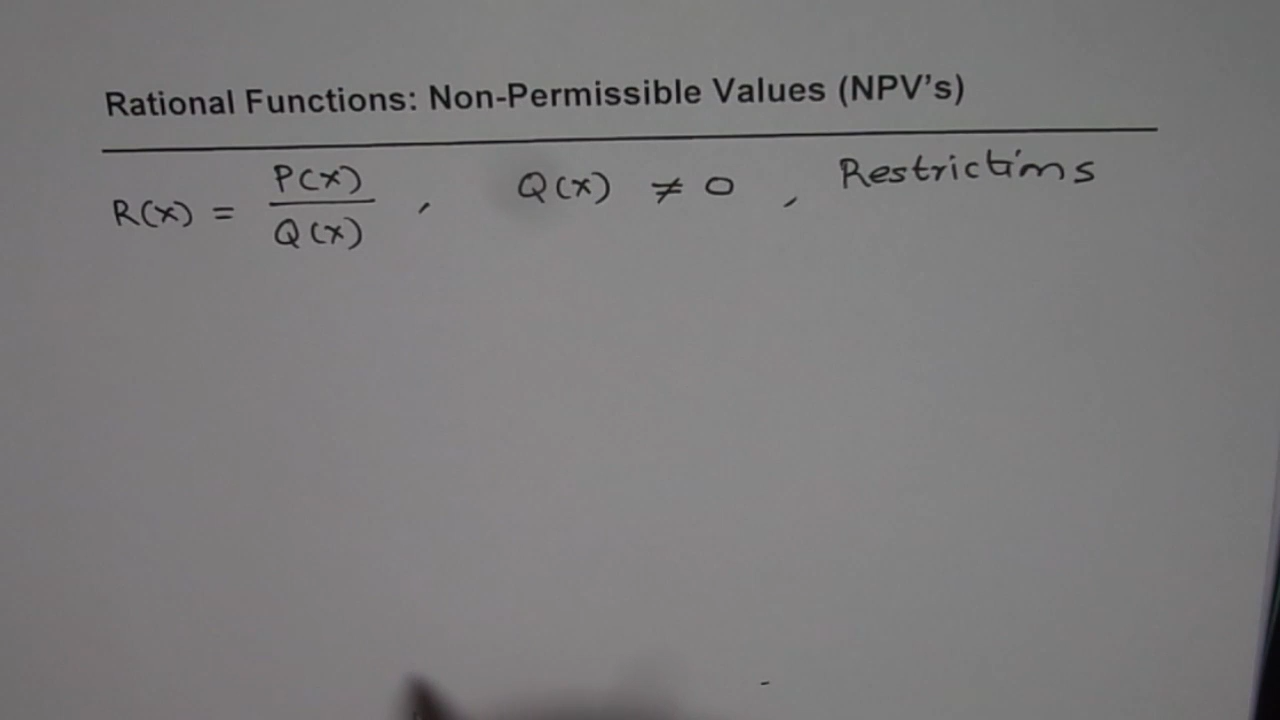 Rational Functions: Non-Permissible Values (NPV's)
R(x) = P(x)/Q(x) , Q(x) ≠ 0 , Restrictions